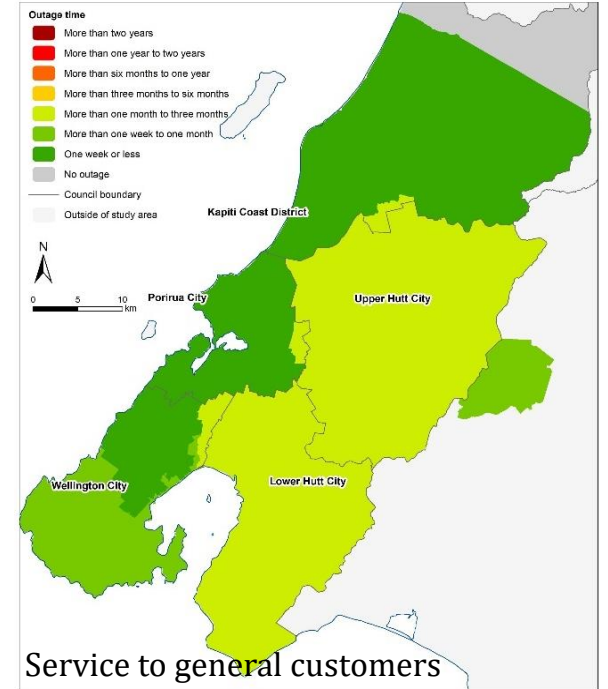 Outage time
More than two years
More than one year to two years
More than six months to one year
More than three months to six months
More than one month to three months
More than one week to one month
One week or less
No outage
Council boundary
Outside of study area
N
0 5 10
km
Kapiti Coast District
Porirua City
Upper Hutt City
Wellington City
Lower Hutt City
Service to general customers